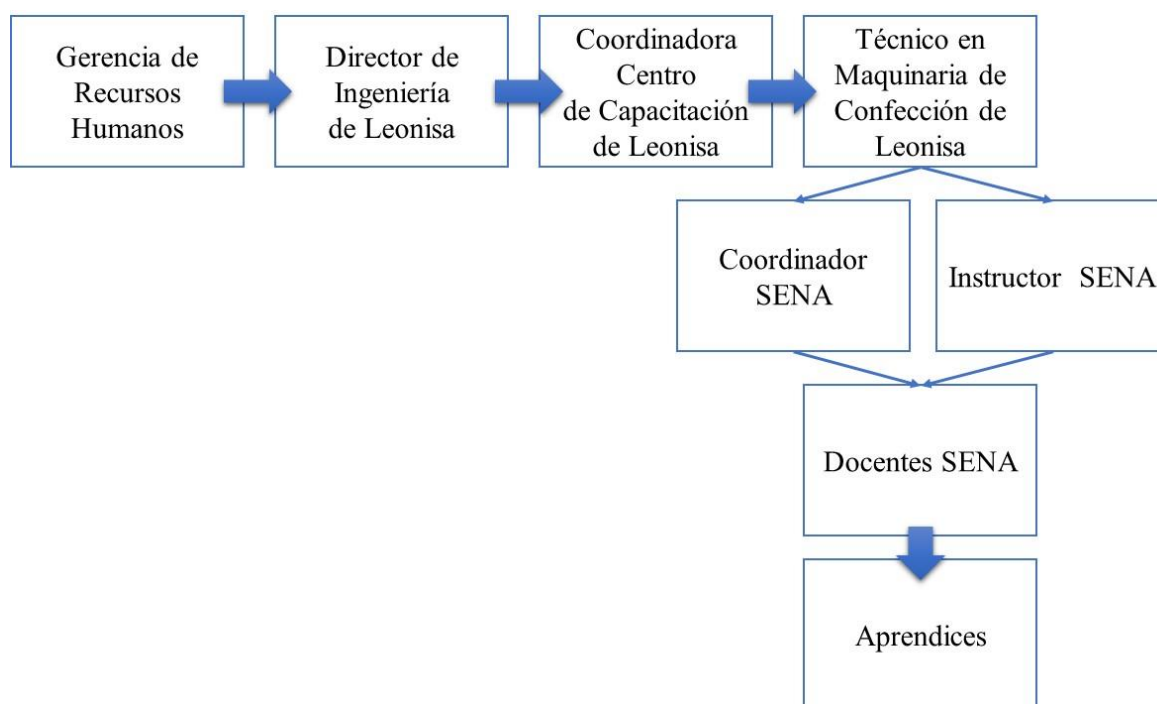 Gerencia de
Recursos
Humanos
Director de
Ingeniería
de Leonisa
Coordinadora
Centro
de Capacitación
de Leonisa
Técnico en
Maquinaria de
Confección de
Leonisa
Coordinador
SENA
Instructor SENA
Docentes SENA
Aprendices